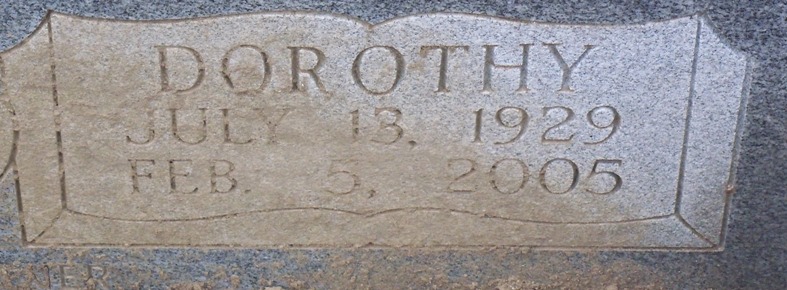 DOROTHY
JULY 13, 1929
FEB. 5, 2005